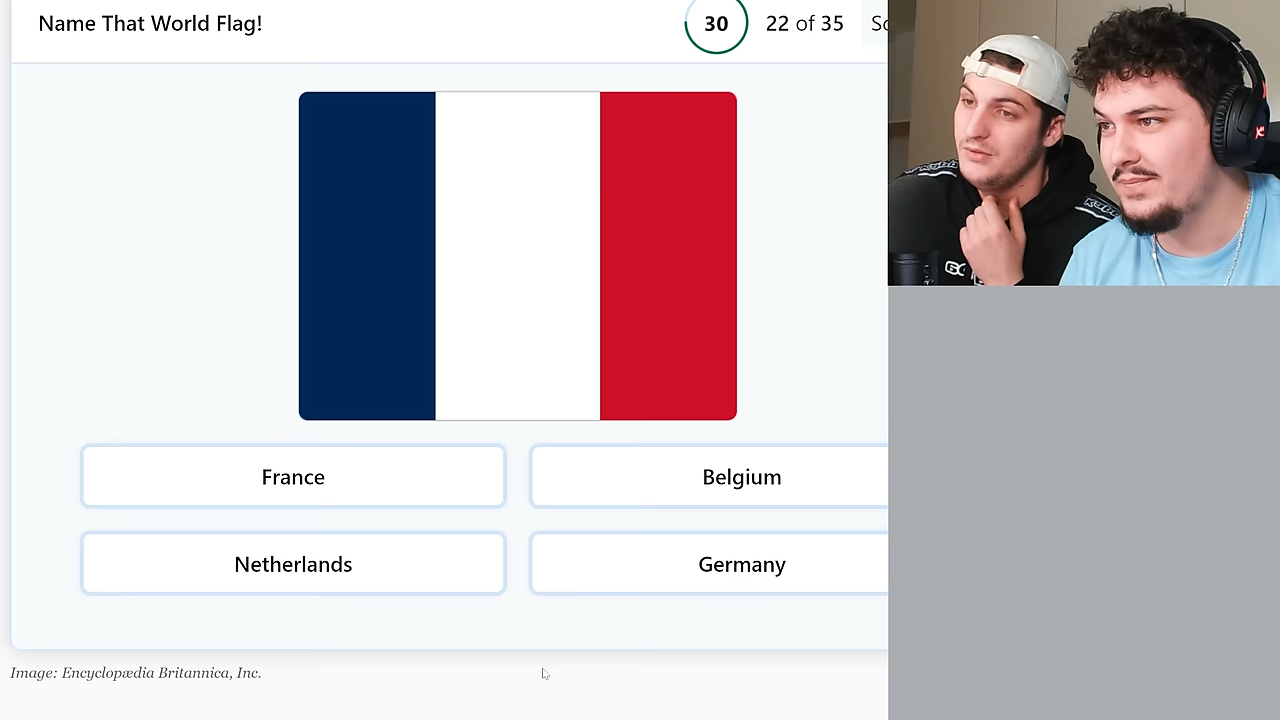 Name That World Flag!
30
22 of 35
France
Belgium
Netherlands
Germany
Image: Encyclopædia Britannica, Inc.